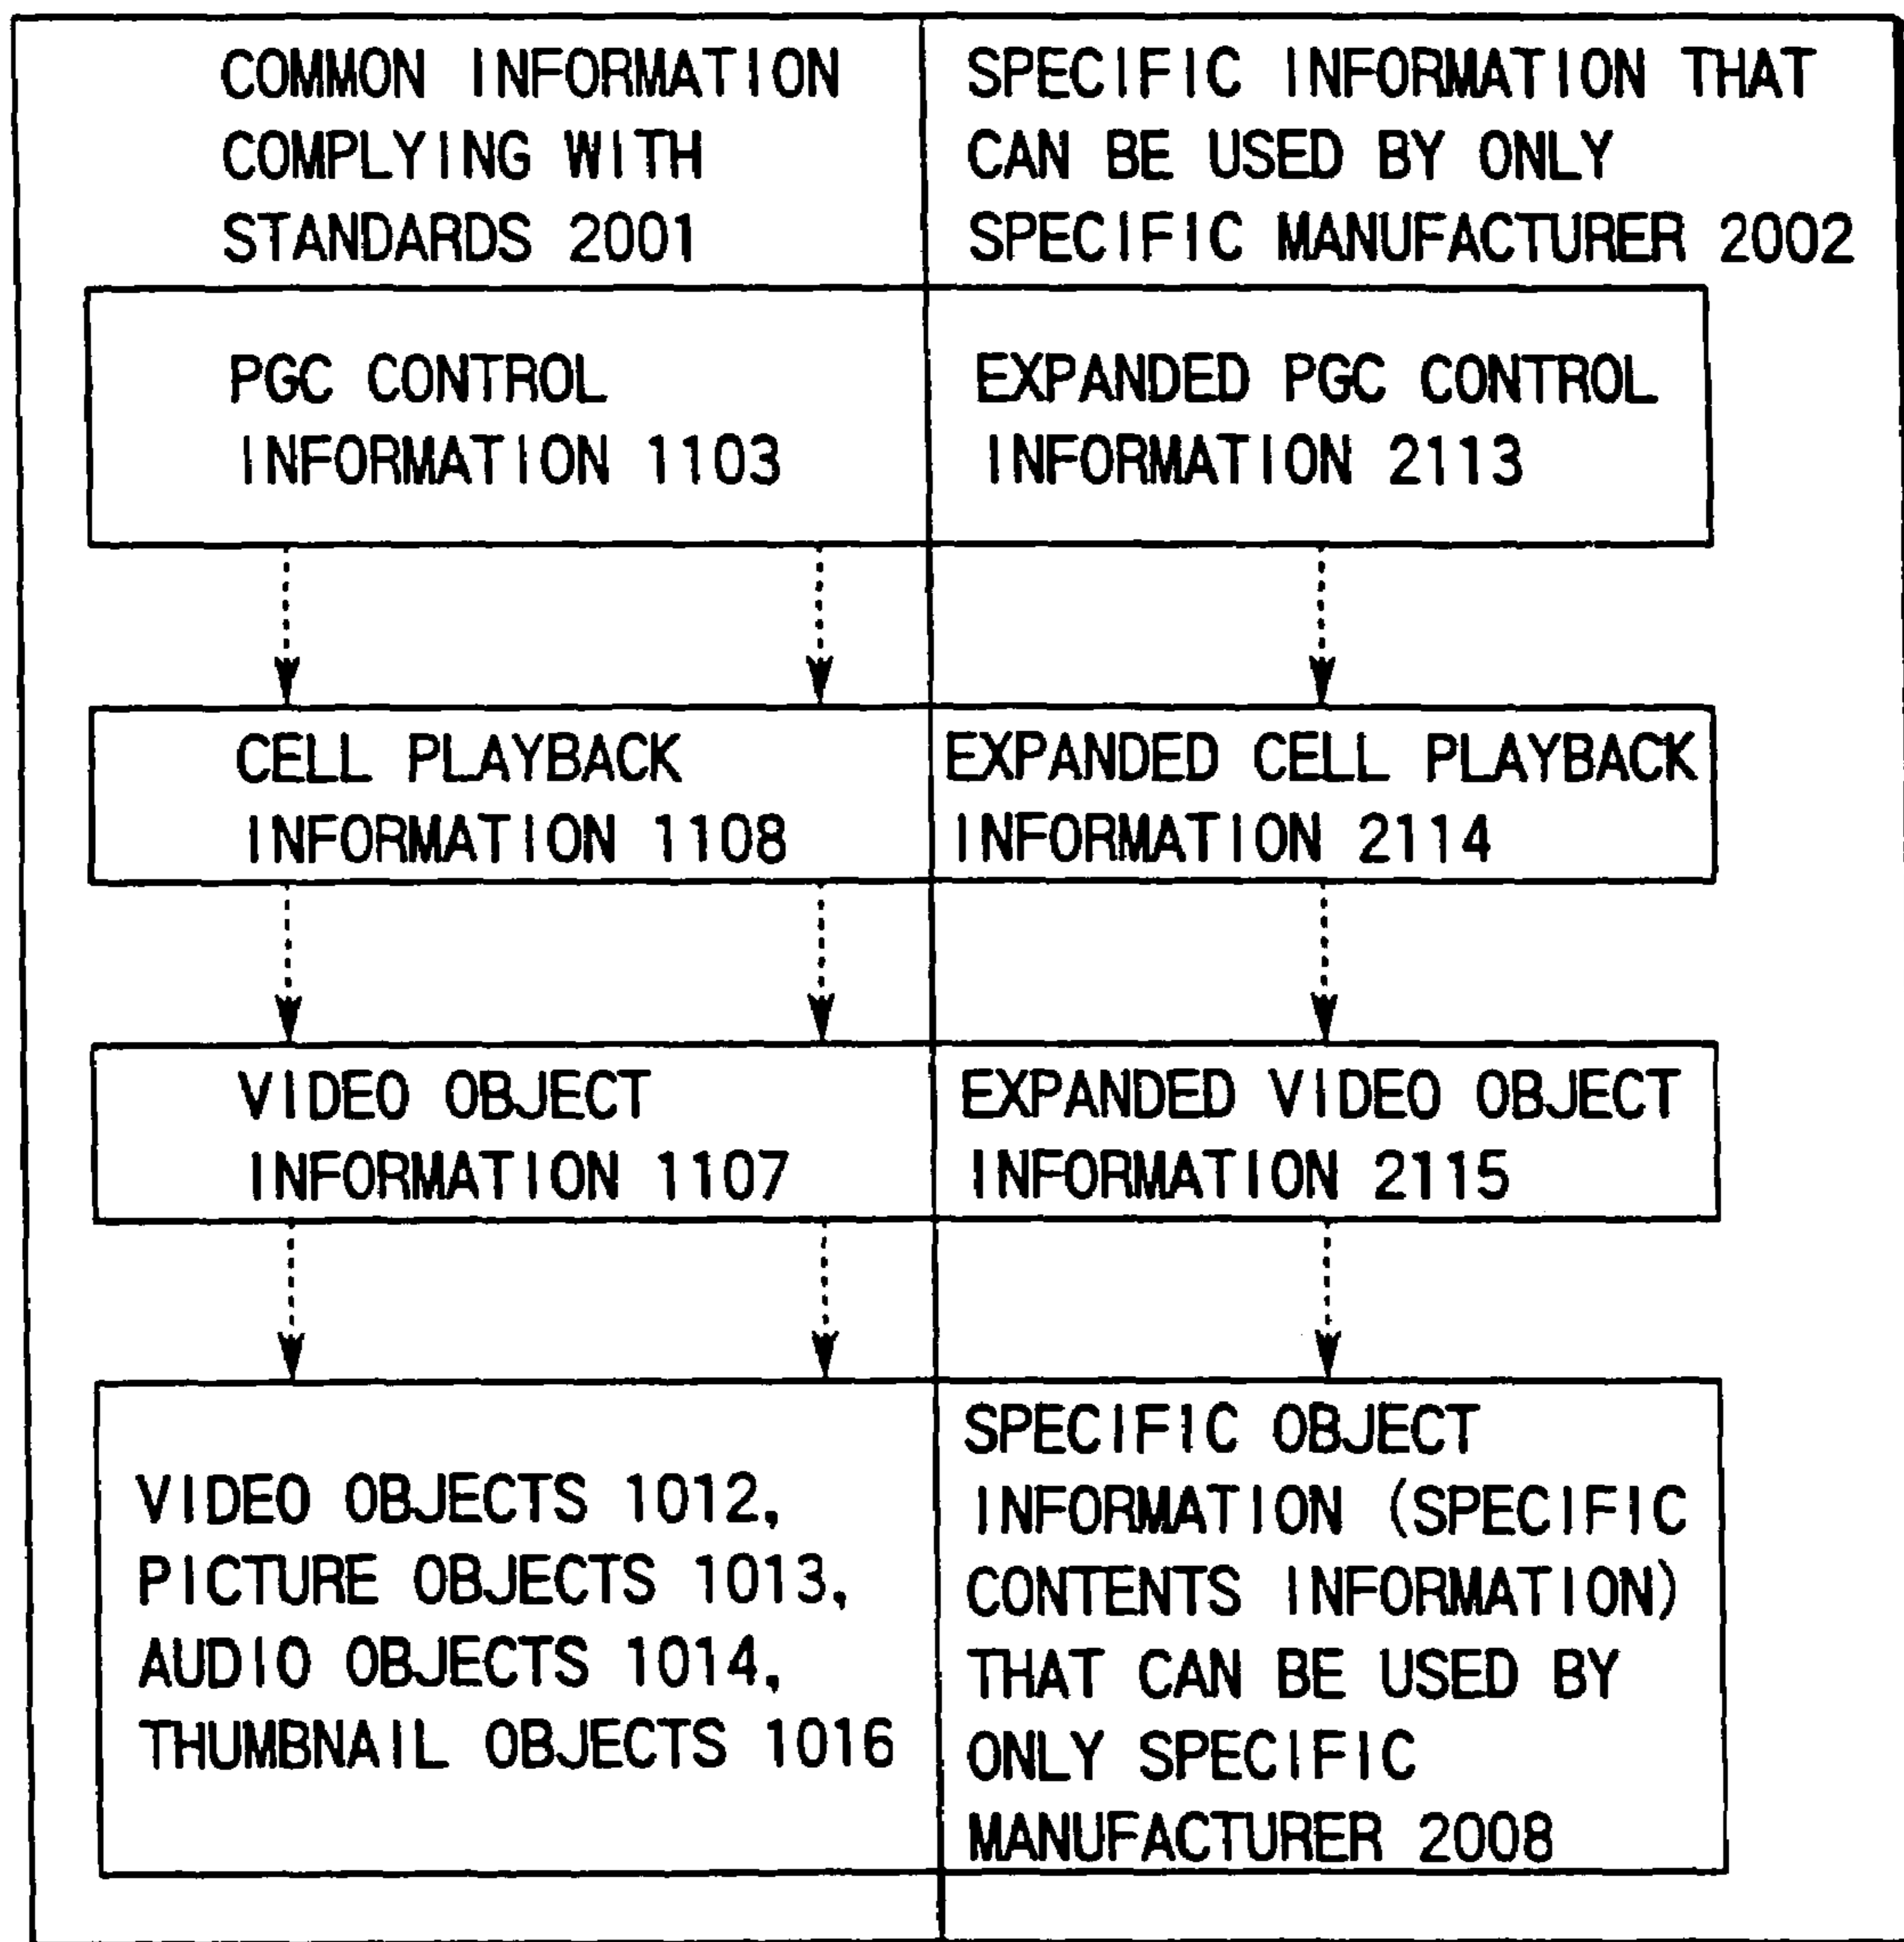 COMMON INFORMATION
COMPLYING WITH
STANDARDS 2001
SPECIFIC INFORMATION THAT
CAN BE USED BY ONLY
SPECIFIC MANUFACTURER 2002
PGC CONTROL
INFORMATION 1103
EXPANDED PGC CONTROL
INFORMATION 2113
CELL PLAYBACK
INFORMATION 1108
EXPANDED CELL PLAYBACK
INFORMATION 2114
VIDEO OBJECT
INFORMATION 1107
EXPANDED VIDEO OBJECT
INFORMATION 2115
VIDEO OBJECTS 1012,
PICTURE OBJECTS 1013,
AUDIO OBJECTS 1014,
THUMBNAIL OBJECTS 1016
SPECIFIC OBJECT
INFORMATION (SPECIFIC
CONTENTS INFORMATION)
THAT CAN BE USED BY
ONLY SPECIFIC
MANUFACTURER 2008